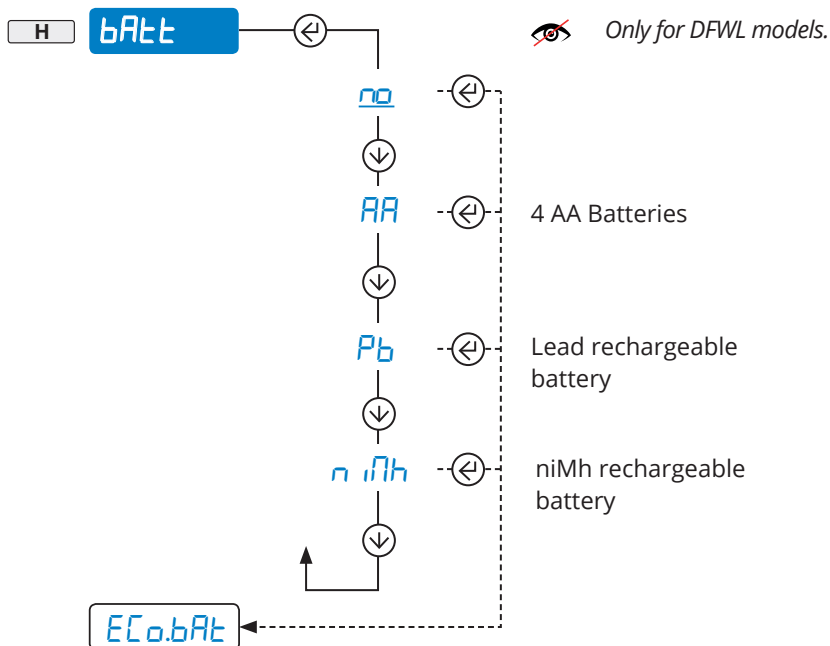 H bAtt Only for DFWL models.
no
AA 4 AA Batteries
Pb Lead rechargeable
battery
niMh niMh rechargeable
battery
ECo.bAt